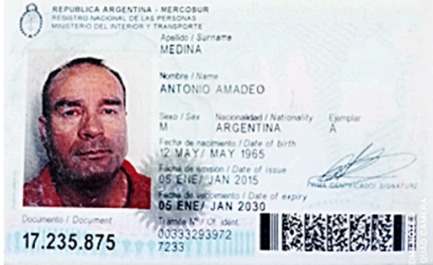 REPUBLICA ARGENTINA - MERCOSUR
REGISTRO NACIONAL DE LAS PERSONAS
MINISTERIO DEL INTERIOR Y TRANSPORTE
Apellido / Surname
MEDINA
Nombre / Name
ANTONIO AMADEO
Sexo / Sex Nacionalidad / Nationality Ejemplar
M ARGENTINA A
Fecha de nacimiento / Date of birth
12 MAY/ MAY 1965
Fecha de emisión / Date of issue
05 ENE/ JAN 2015
FIRMA IDENTIFICADO/ SIGNATURE
Fecha de vencimiento / Date of expiry
05 ENE/ JAN 2030
Documento / Document
17.235.875
Trámite Nº / Of. ident.
00333293972
7233
QUAD CAMERA